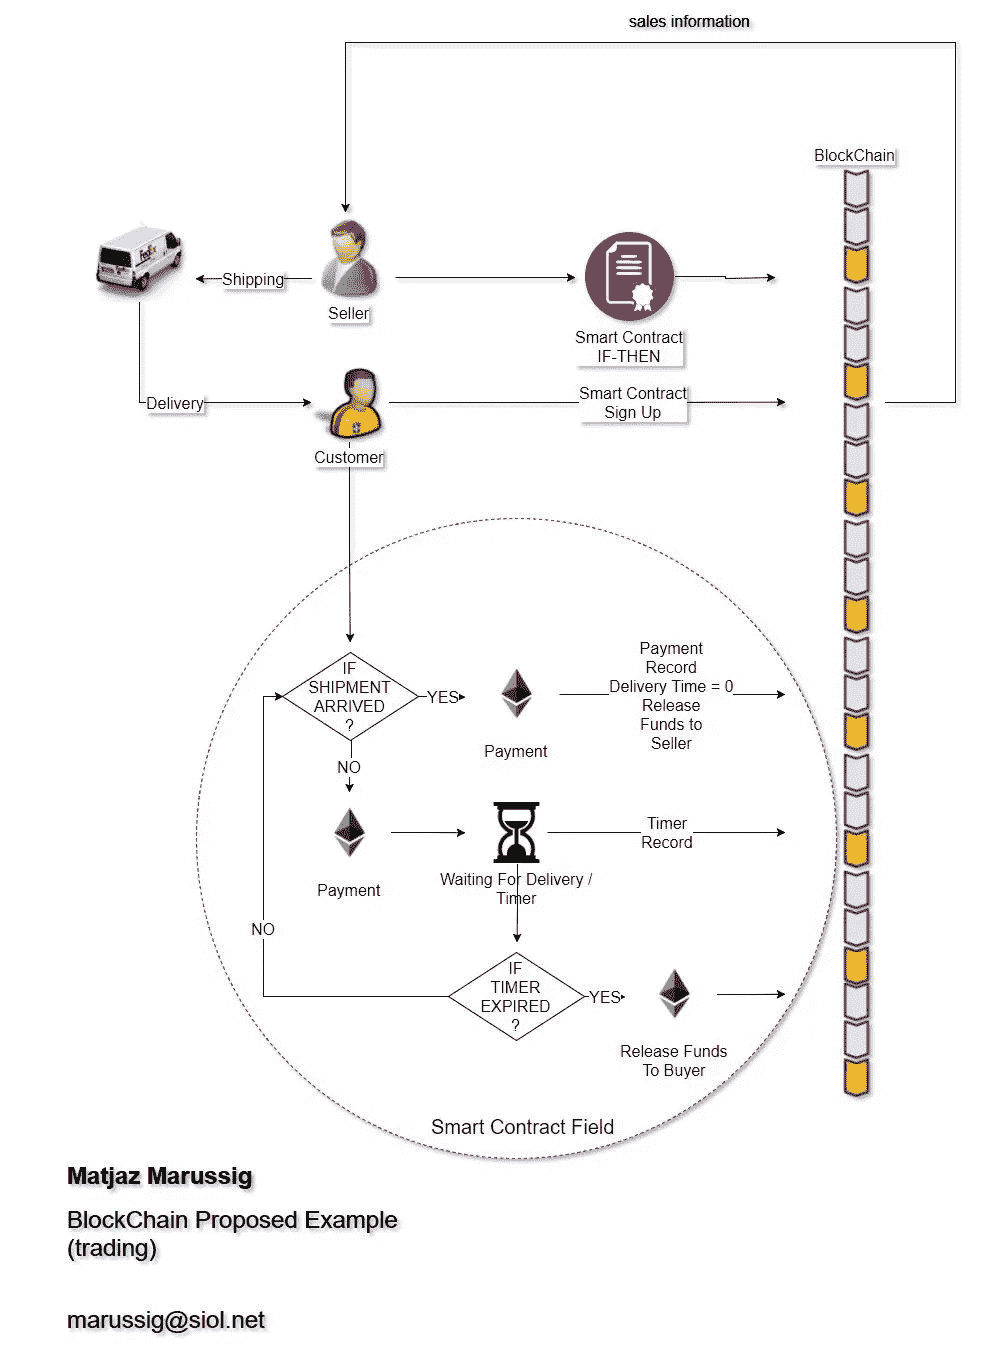 sales information
BlockChain
FedEx
Shipping
Seller
Smart Contract
IF-THEN
Delivery
Smart Contract
Sign Up
Customer
IF
SHIPMENT
ARRIVED
?
YES
Payment
Payment
Record
Delivery Time = 0
Release
Funds to
Seller
NO
Payment
Waiting For Delivery /
Timer
Timer
Record
NO
IF
TIMER
EXPIRED
?
YES
Release Funds
To Buyer
Smart Contract Field
Matjaz Marussig
BlockChain Proposed Example
(trading)
marussig@siol.net